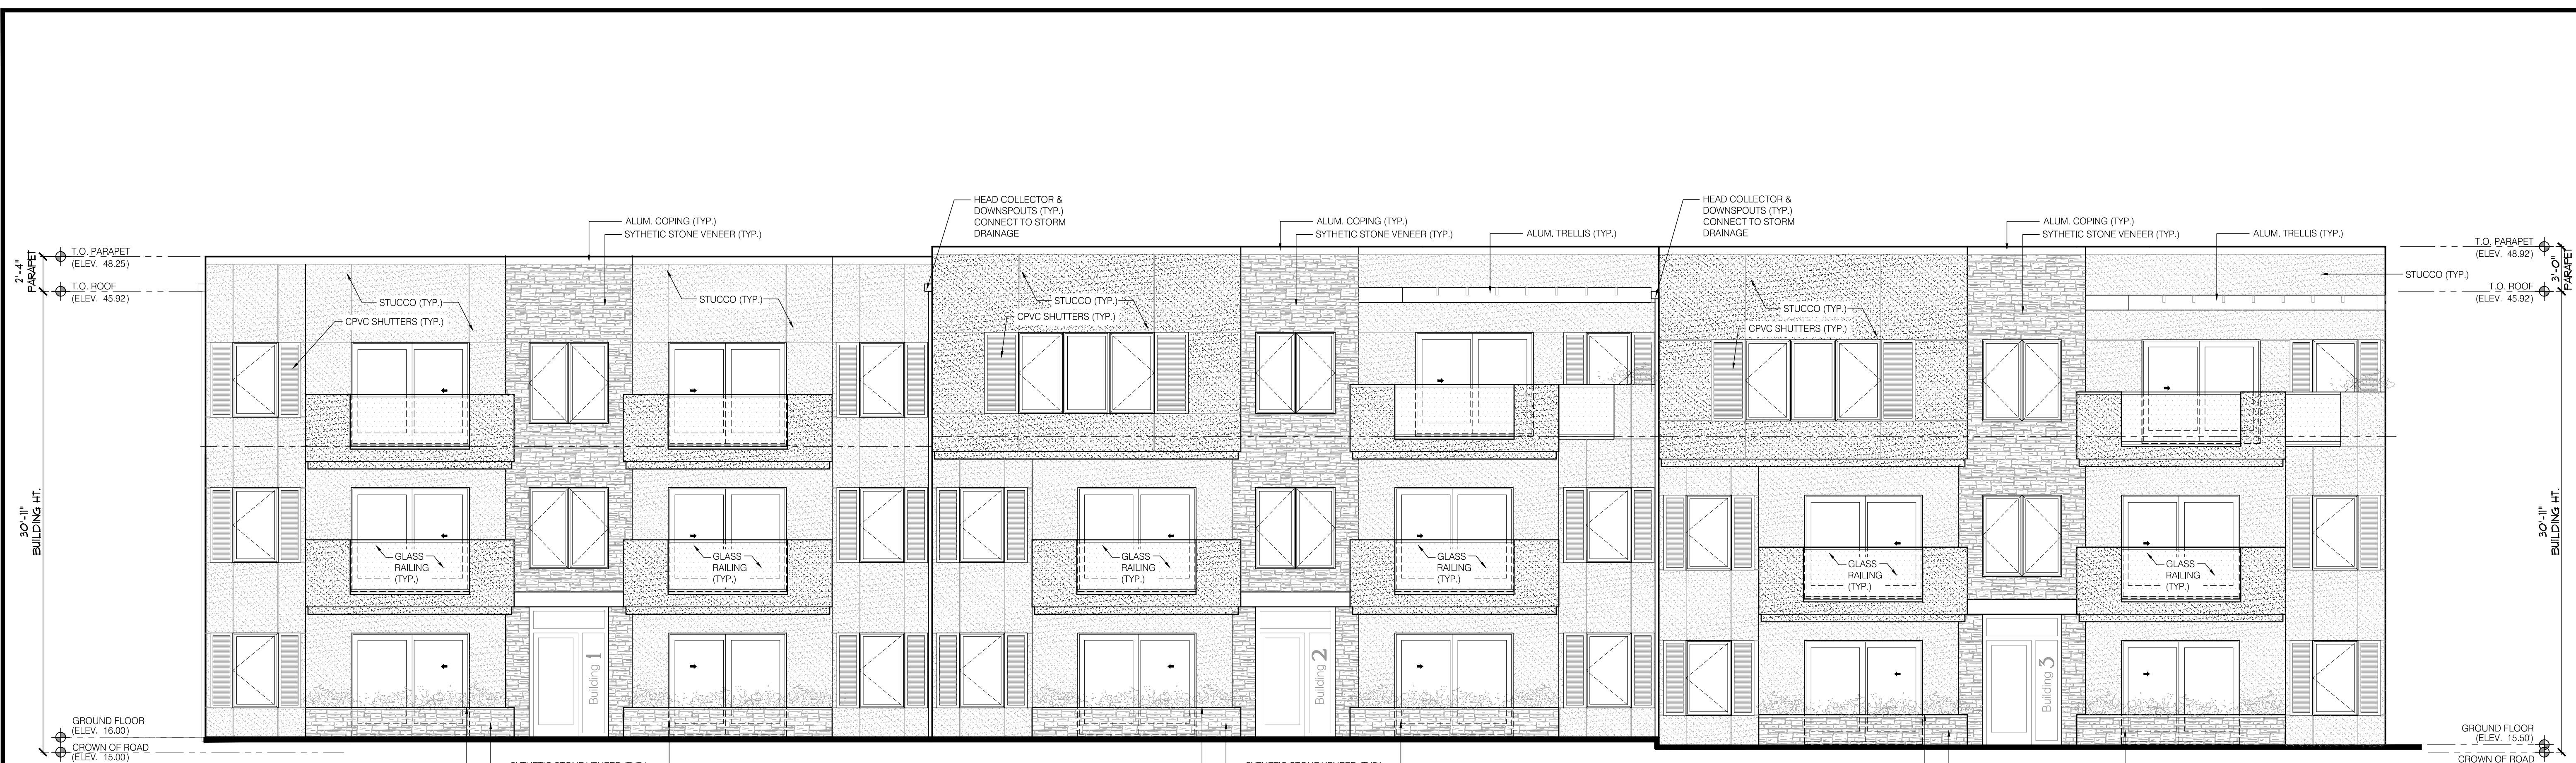 HEAD COLLECTOR &
DOWNSPOUTS (TYP.)
CONNECT TO STORM
DRAINAGE
HEAD COLLECTOR &
DOWNSPOUTS (TYP.)
CONNECT TO STORM
DRAINAGE
ALUM. COPING (TYP.)
SYTHETIC STONE VENEER (TYP.)
ALUM. COPING (TYP.)
SYTHETIC STONE VENEER (TYP.)
ALUM. TRELLIS (TYP.)
ALUM. COPING (TYP.)
SYTHETIC STONE VENEER (TYP.)
ALUM. TRELLIS (TYP.)
2'-4"
PARAPET
T.O. PARAPET
(ELEV. 48.25')
T.O. ROOF
(ELEV. 45.92')
T.O. PARAPET
(ELEV. 48.92')
3'-0"
PARAPET
STUCCO (TYP.)
T.O. ROOF
(ELEV. 45.92')
STUCCO (TYP.)
CPVC SHUTTERS (TYP.)
STUCCO (TYP.)
STUCCO (TYP.)
CPVC SHUTTERS (TYP.)
STUCCO (TYP.)
CPVC SHUTTERS (TYP.)
30'-11"
BUILDING HT.
30'-11"
BUILDING HT.
GLASS
RAILING
(TYP.)
GLASS
RAILING
(TYP.)
GLASS
RAILING
(TYP.)
GLASS
RAILING
(TYP.)
GLASS
RAILING
(TYP.)
GLASS
RAILING
(TYP.)
Building 1
Building 2
Building 3
GROUND FLOOR
(ELEV. 16.00')
CROWN OF ROAD
(ELEV. 15.00')
GROUND FLOOR
(ELEV. 15.50')
CROWN OF ROAD